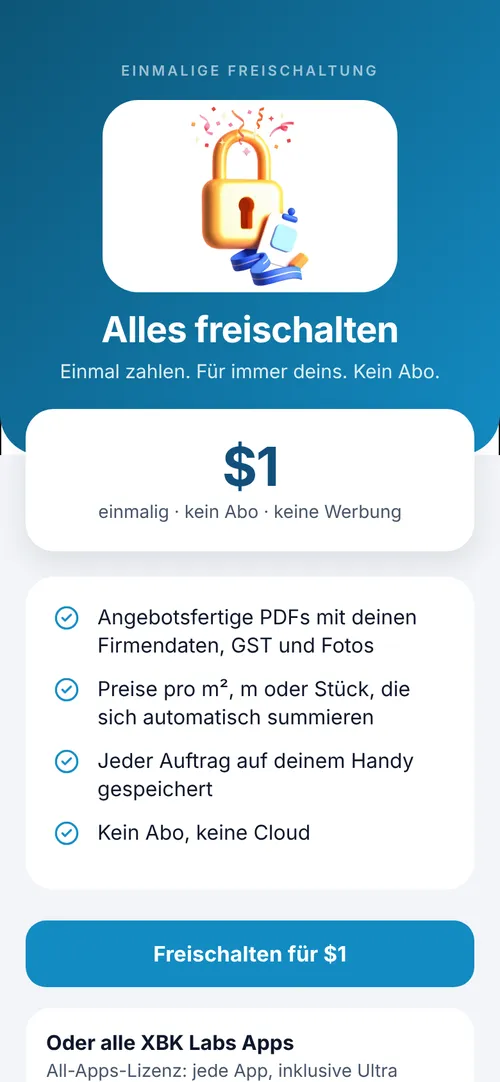 EINMALIGE FREISCHALTUNG
Alles freischalten
Einmal zahlen. Für immer deins. Kein Abo.
$1
einmalig · kein Abo · keine Werbung
Angebotsfertige PDFs mit deinen
Firmendaten, GST und Fotos
Preise pro m², m oder Stück, die
sich automatisch summieren
Jeder Auftrag auf deinem Handy
gespeichert
Kein Abo, keine Cloud
Freischalten für $1
Oder alle XBK Labs Apps
All-Apps-Lizenz: jede App, inklusive Ultra